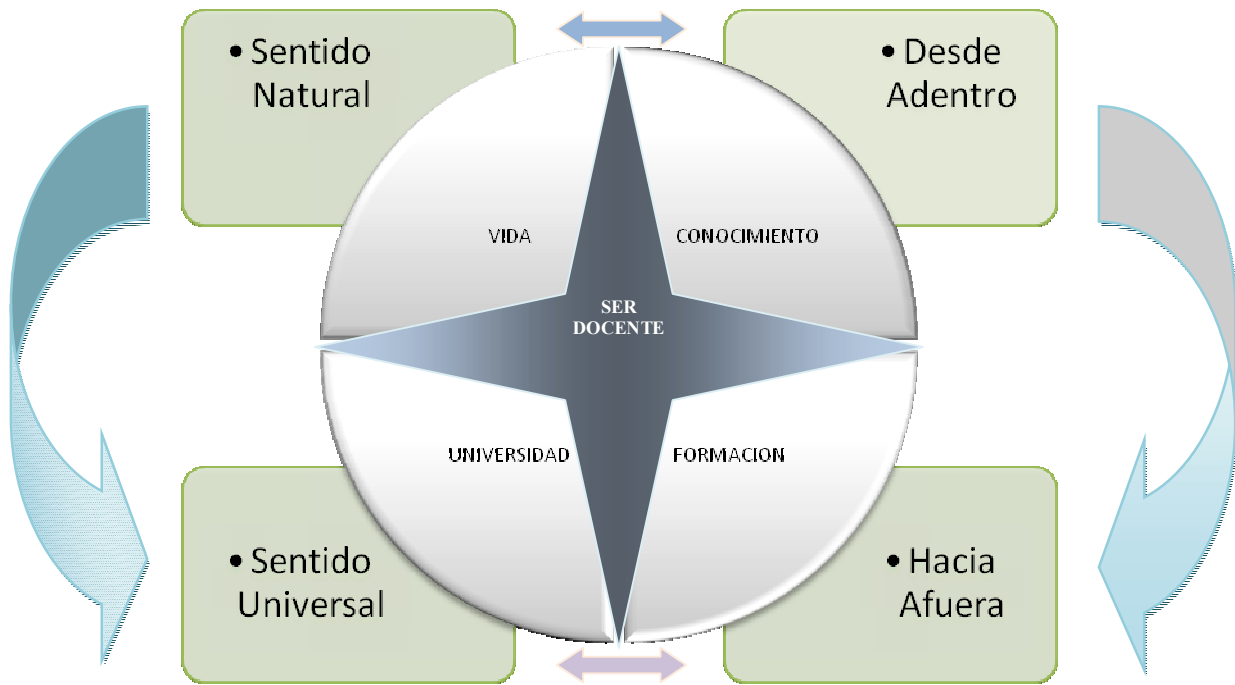 • Sentido
Natural
• Desde
Adentro
VIDA
CONOCIMIENTO
SER
DOCENTE
UNIVERSIDAD
FORMACION
• Sentido
Universal
• Hacia
Afuera